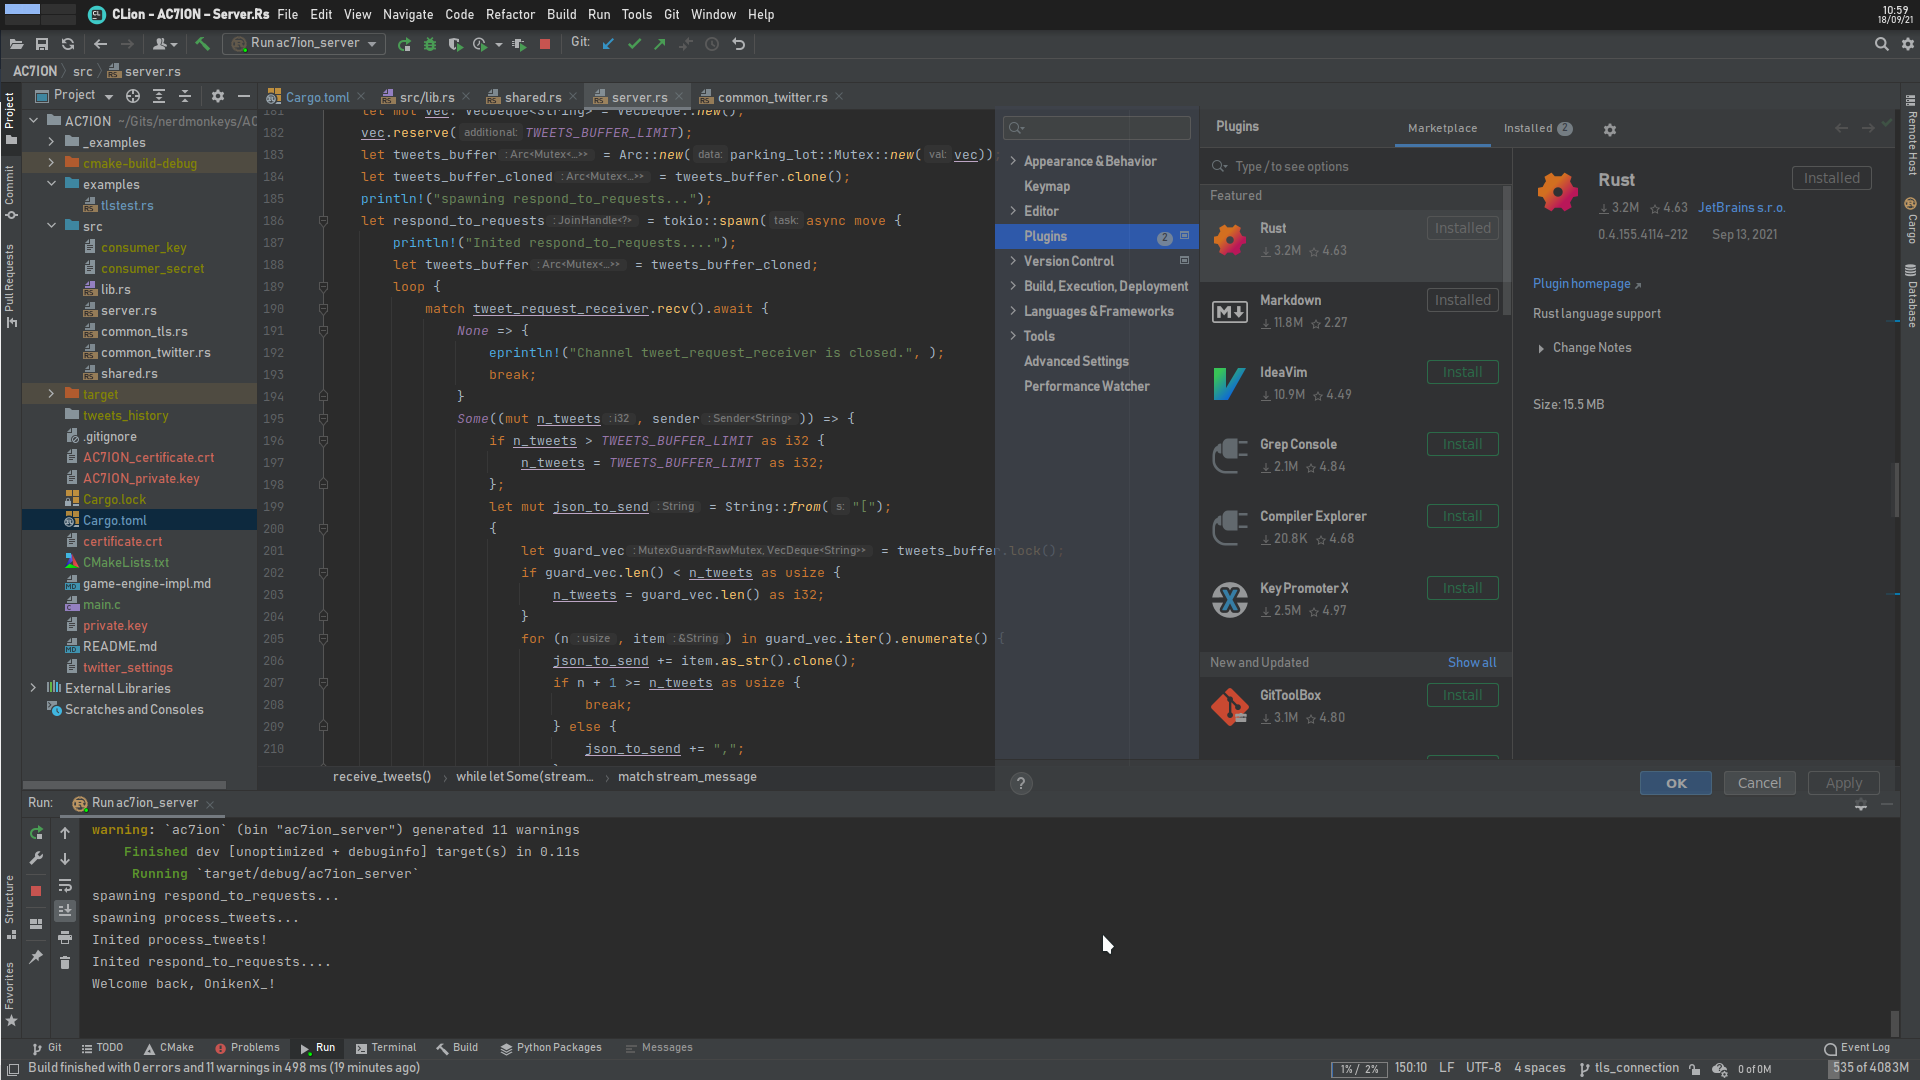 CLion - AC7ION - Server.Rs File Edit View Navigate Code Refactor Build Run Tools Git Window Help
10:59
18/09/21
Run ac7ion_server
Git:
AC7ION src server.rs
Project
Cargo.toml src/lib.rs shared.rs server.rs common_twitter.rs
AC7ION ~/Gits/nerdmonkeys/AC
_examples
cmake-build-debug
examples
tlstest.rs
src
consumer_key
consumer_secret
lib.rs
server.rs
common_tls.rs
common_twitter.rs
shared.rs
target
tweets_history
.gitignore
AC7ION_certificate.crt
AC7ION_private.key
Cargo.lock
Cargo.toml
certificate.crt
CMakeLists.txt
game-engine-impl.md
main.c
private.key
README.md
twitter_settings
External Libraries
Scratches and Consoles
Project
Commit
Pull Requests
Structure
Favorites
181 let mut vec: VecDeque<String> = VecDeque::new();
182 vec.reserve( additional: TWEETS_BUFFER_LIMIT);
183 let tweets_buffer : Arc<Mutex<…>> = Arc::new( data: parking_lot::Mutex::new( val: vec));
184 let tweets_buffer_cloned : Arc<Mutex<…>> = tweets_buffer.clone();
185 println!("spawning respond_to_requests...");
186 let respond_to_requests : JoinHandle<?> = tokio::spawn( task: async move {
187 println!("Inited respond_to_requests....");
188 let tweets_buffer : Arc<Mutex<…>> = tweets_buffer_cloned;
189 loop {
190 match tweet_request_receiver.recv().await {
191 None => {
192 eprintln!("Channel tweet_request_receiver is closed.", );
193 break;
194 }
195 Some((mut n_tweets : i32 , sender : Sender<String> )) => {
196 if n_tweets > TWEETS_BUFFER_LIMIT as i32 {
197 n_tweets = TWEETS_BUFFER_LIMIT as i32;
198 };
199 let mut json_to_send : String = String::from( s: "[");
200 {
201 let guard_vec : MutexGuard<RawMutex, VecDeque<String>> = tweets_buffer.lock();
202 if guard_vec.len() < n_tweets as usize {
203 n_tweets = guard_vec.len() as i32;
204 }
205 for (n : usize , item : &String ) in guard_vec.iter().enumerate() {
206 json_to_send += item.as_str().clone();
207 if n + 1 >= n_tweets as usize {
208 break;
209 } else {
210 json_to_send += ",";
receive_tweets() while let Some(stream... match stream_message
Appearance & Behavior
Keymap
Editor
Plugins 2
Version Control
Build, Execution, Deployment
Languages & Frameworks
Tools
Advanced Settings
Performance Watcher
Plugins Marketplace Installed 2
Type / to see options
Featured
Rust Installed
3.2M 4.63
Markdown Installed
11.8M 2.27
IdeaVim Install
10.9M 4.49
Grep Console Install
2.1M 4.84
Compiler Explorer Install
20.8K 4.68
Key Promoter X Install
2.5M 4.97
New and Updated Show all
GitToolBox Install
3.1M 4.80
Rust Installed
3.2M 4.63 JetBrains s.r.o.
0.4.155.4114-212 Sep 13, 2021
Plugin homepage
Rust language support
Change Notes
Size: 15.5 MB
? OK Cancel Apply
Remote Host
Cargo
Database
Run: Run ac7ion_server
warning: `ac7ion` (bin "ac7ion_server") generated 11 warnings
Finished dev [unoptimized + debuginfo] target(s) in 0.11s
Running `target/debug/ac7ion_server`
spawning respond_to_requests...
spawning process_tweets...
Inited process_tweets!
Inited respond_to_requests....
Welcome back, OnikenX_!
Git TODO CMake Problems Run Terminal Build Python Packages Messages Event Log
Build finished with 0 errors and 11 warnings in 498 ms (19 minutes ago) 1% / 2% 150:10 LF UTF-8 4 spaces tls_connection 0 of 0M 535 of 4083M